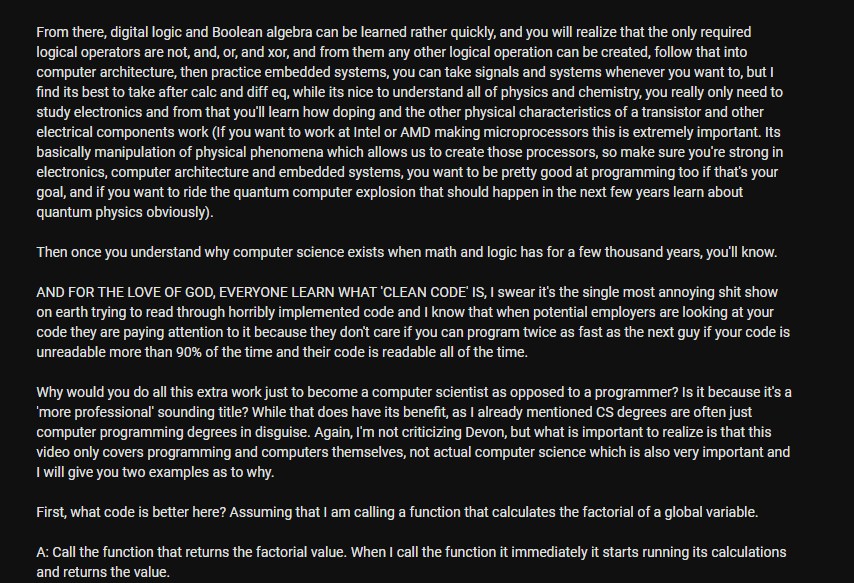 From there, digital logic and Boolean algebra can be learned rather quickly, and you will realize that the only required
logical operators are not, and, or, and xor, and from them any other logical operation can be created, follow that into
computer architecture, then practice embedded systems, you can take signals and systems whenever you want to, but I
find its best to take after calc and diff eq, while its nice to understand all of physics and chemistry, you really only need to
study electronics and from that you'll learn how doping and the other physical characteristics of a transistor and other
electrical components work (If you want to work at Intel or AMD making microprocessors this is extremely important. Its
basically manipulation of physical phenomena which allows us to create those processors, so make sure you're strong in
electronics, computer architecture and embedded systems, you want to be pretty good at programming too if that's your
goal, and if you want to ride the quantum computer explosion that should happen in the next few years learn about
quantum physics obviously).
Then once you understand why computer science exists when math and logic has for a few thousand years, you'll know.
AND FOR THE LOVE OF GOD, EVERYONE LEARN WHAT 'CLEAN CODE' IS, I swear it's the single most annoying shit show
on earth trying to read through horribly implemented code and I know that when potential employers are looking at your
code they are paying attention to it because they don't care if you can program twice as fast as the next guy if your code is
unreadable more than 90% of the time and their code is readable all of the time.
Why would you do all this extra work just to become a computer scientist as opposed to a programmer? Is it because it's a
'more professional' sounding title? While that does have its benefit, as I already mentioned CS degrees are often just
computer programming degrees in disguise. Again, I'm not criticizing Devon, but what is important to realize is that this
video only covers programming and computers themselves, not actual computer science which is also very important and
I will give you two examples as to why.
First, what code is better here? Assuming that I am calling a function that calculates the factorial of a global variable.
A: Call the function that returns the factorial value. When I call the function it immediately it starts running its calculations
and returns the value.